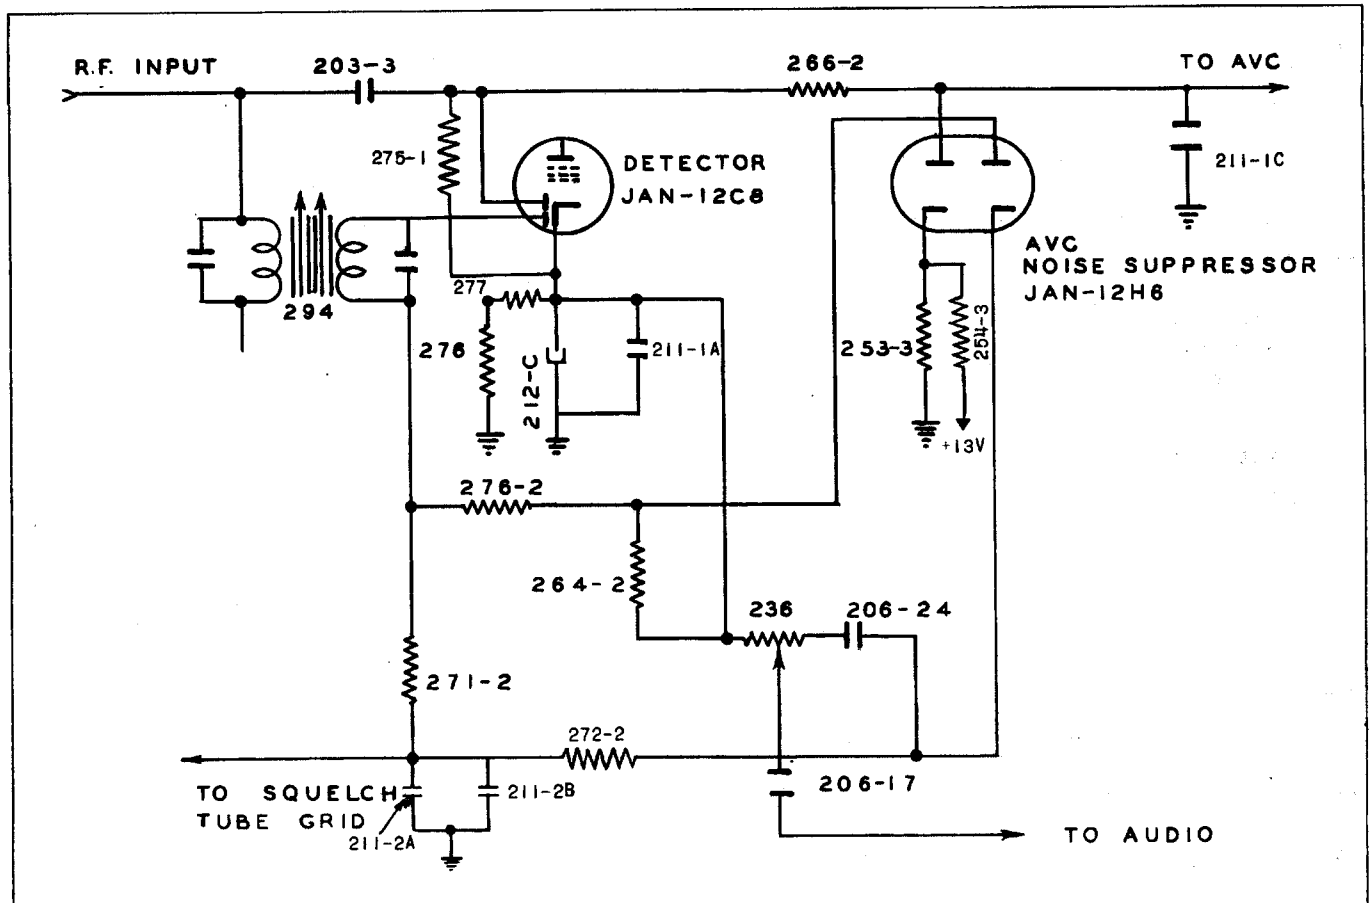 R.F. INPUT
203-3
266-2
TO AVC
275-1
DETECTOR
JAN-12C8
211-1C
AVC
NOISE SUPPRESSOR
JAN-12H6
294
277
276
212-C
211-1A
253-3
254-3
+13V
276-2
264-2
236
206-24
271-2
272-2
TO SQUELCH
TUBE GRID
211-2A
211-2B
206-17
TO AUDIO